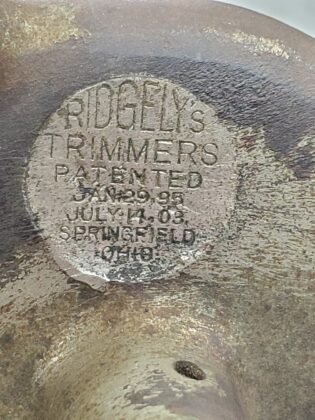 RIDGELY'S
TRIMMERS
PATENTED
JAN.29.95
JULY.14.03
SPRINGFIELD
OHIO.